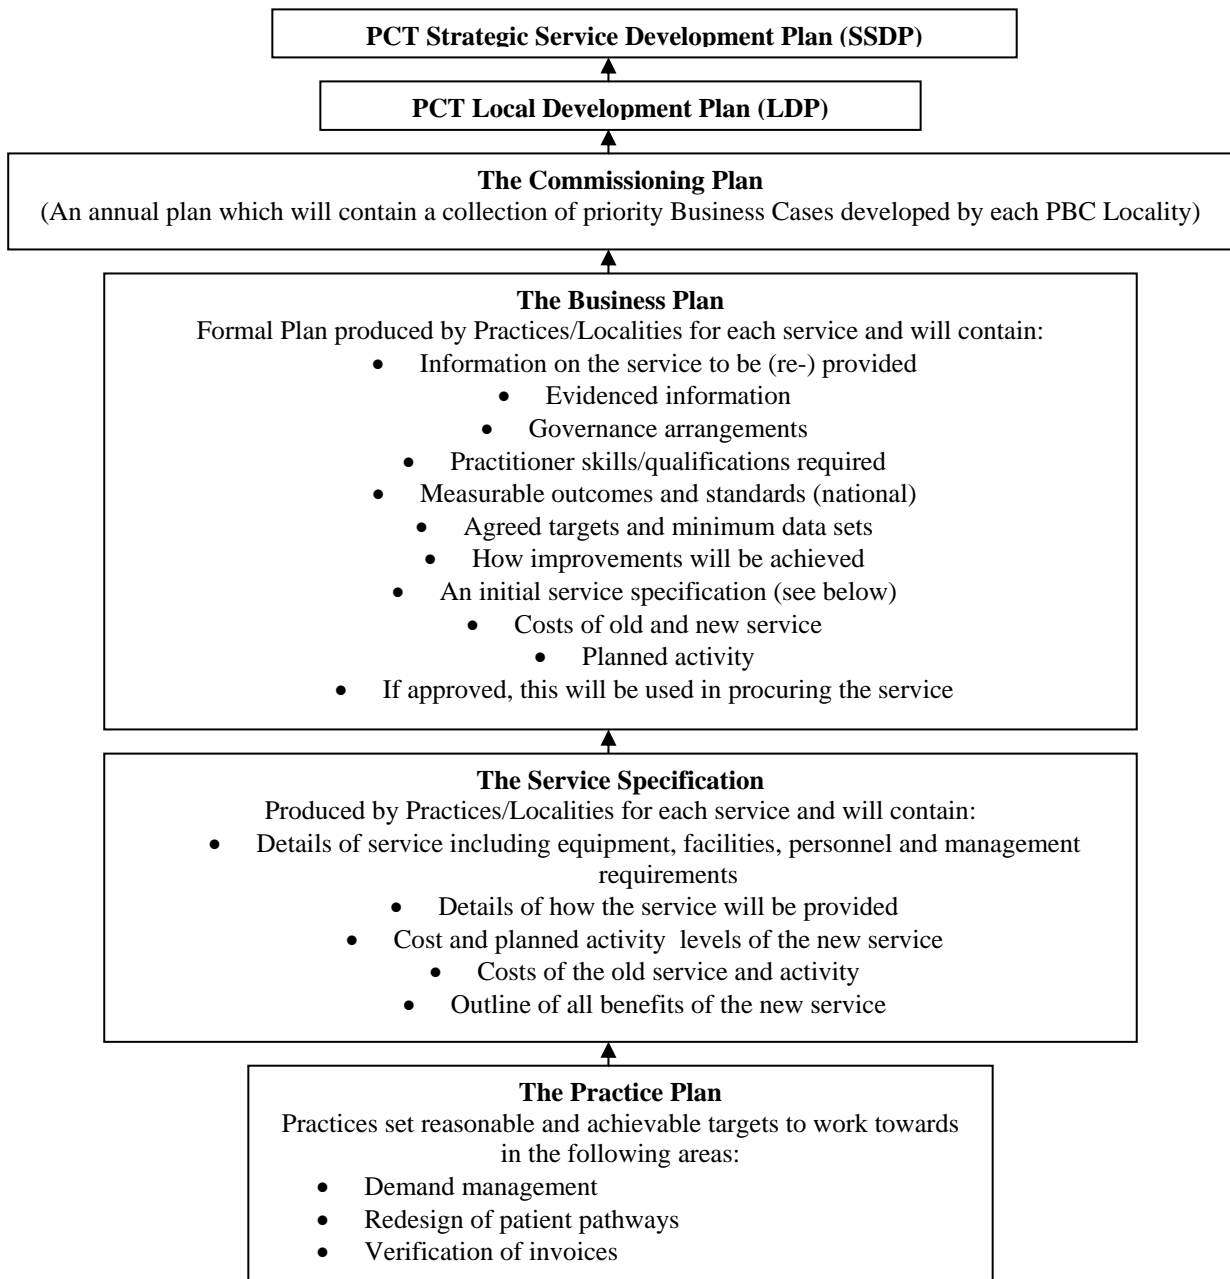 PCT Strategic Service Development Plan (SSDP)
PCT Local Development Plan (LDP)
The Commissioning Plan
(An annual plan which will contain a collection of priority Business Cases developed by each PBC Locality)
The Business Plan
Formal Plan produced by Practices/Localities for each service and will contain:
• Information on the service to be (re-) provided
• Evidenced information
• Governance arrangements
• Practitioner skills/qualifications required
• Measurable outcomes and standards (national)
• Agreed targets and minimum data sets
• How improvements will be achieved
• An initial service specification (see below)
• Costs of old and new service
• Planned activity
• If approved, this will be used in procuring the service
The Service Specification
Produced by Practices/Localities for each service and will contain:
• Details of service including equipment, facilities, personnel and management
requirements
• Details of how the service will be provided
• Cost and planned activity  levels of the new service
• Costs of the old service and activity
• Outline of all benefits of the new service
The Practice Plan
Practices set reasonable and achievable targets to work towards
in the following areas:
• Demand management
• Redesign of patient pathways
• Verification of invoices